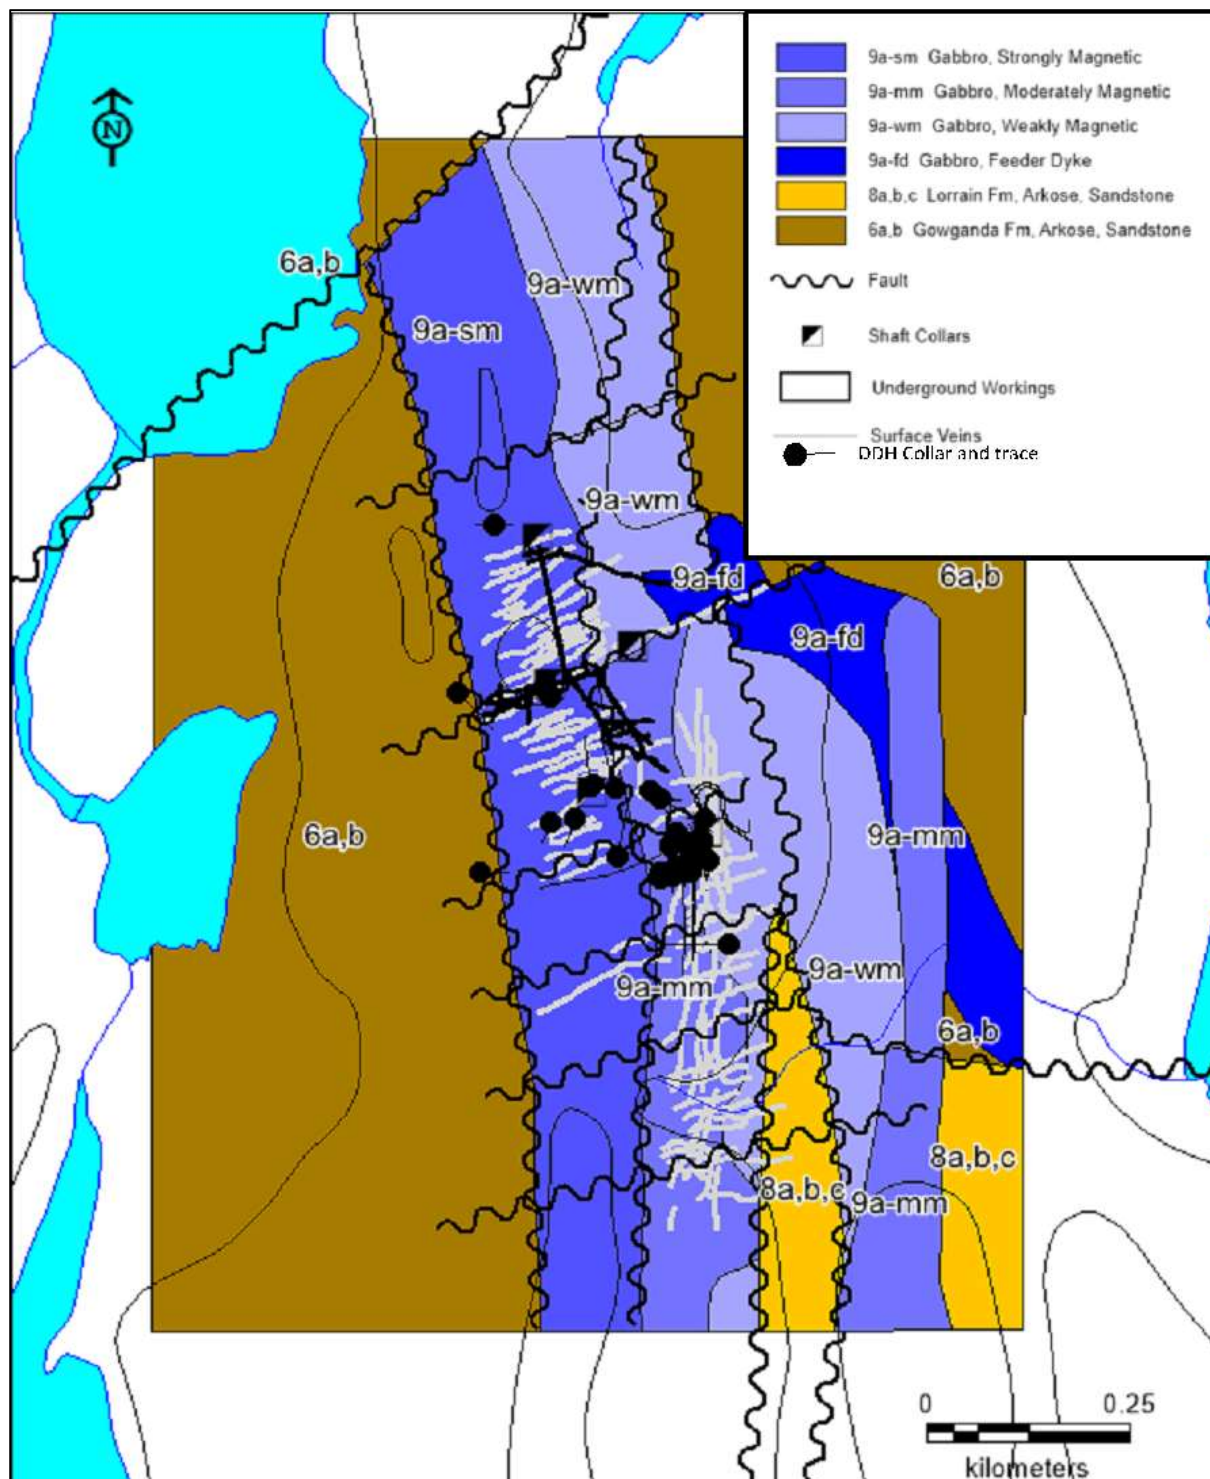 N
9a-sm Gabbro, Strongly Magnetic
9a-mm Gabbro, Moderately Magnetic
9a-wm Gabbro, Weakly Magnetic
9a-fd Gabbro, Feeder Dyke
8a,b,c Lorrain Fm, Arkose, Sandstone
6a,b Gowganda Fm, Arkose, Sandstone
Fault
Shaft Collars
Underground Workings
Surface Veins
DDH Collar and trace
6a,b
9a-wm
9a-sm
9a-wm
9a-fd
6a,b
9a-fd
6a,b
9a-mm
9a-wm
9a-mm
6a,b
8a,b,c
8a,b,c
9a-mm
0 0.25
kilometers